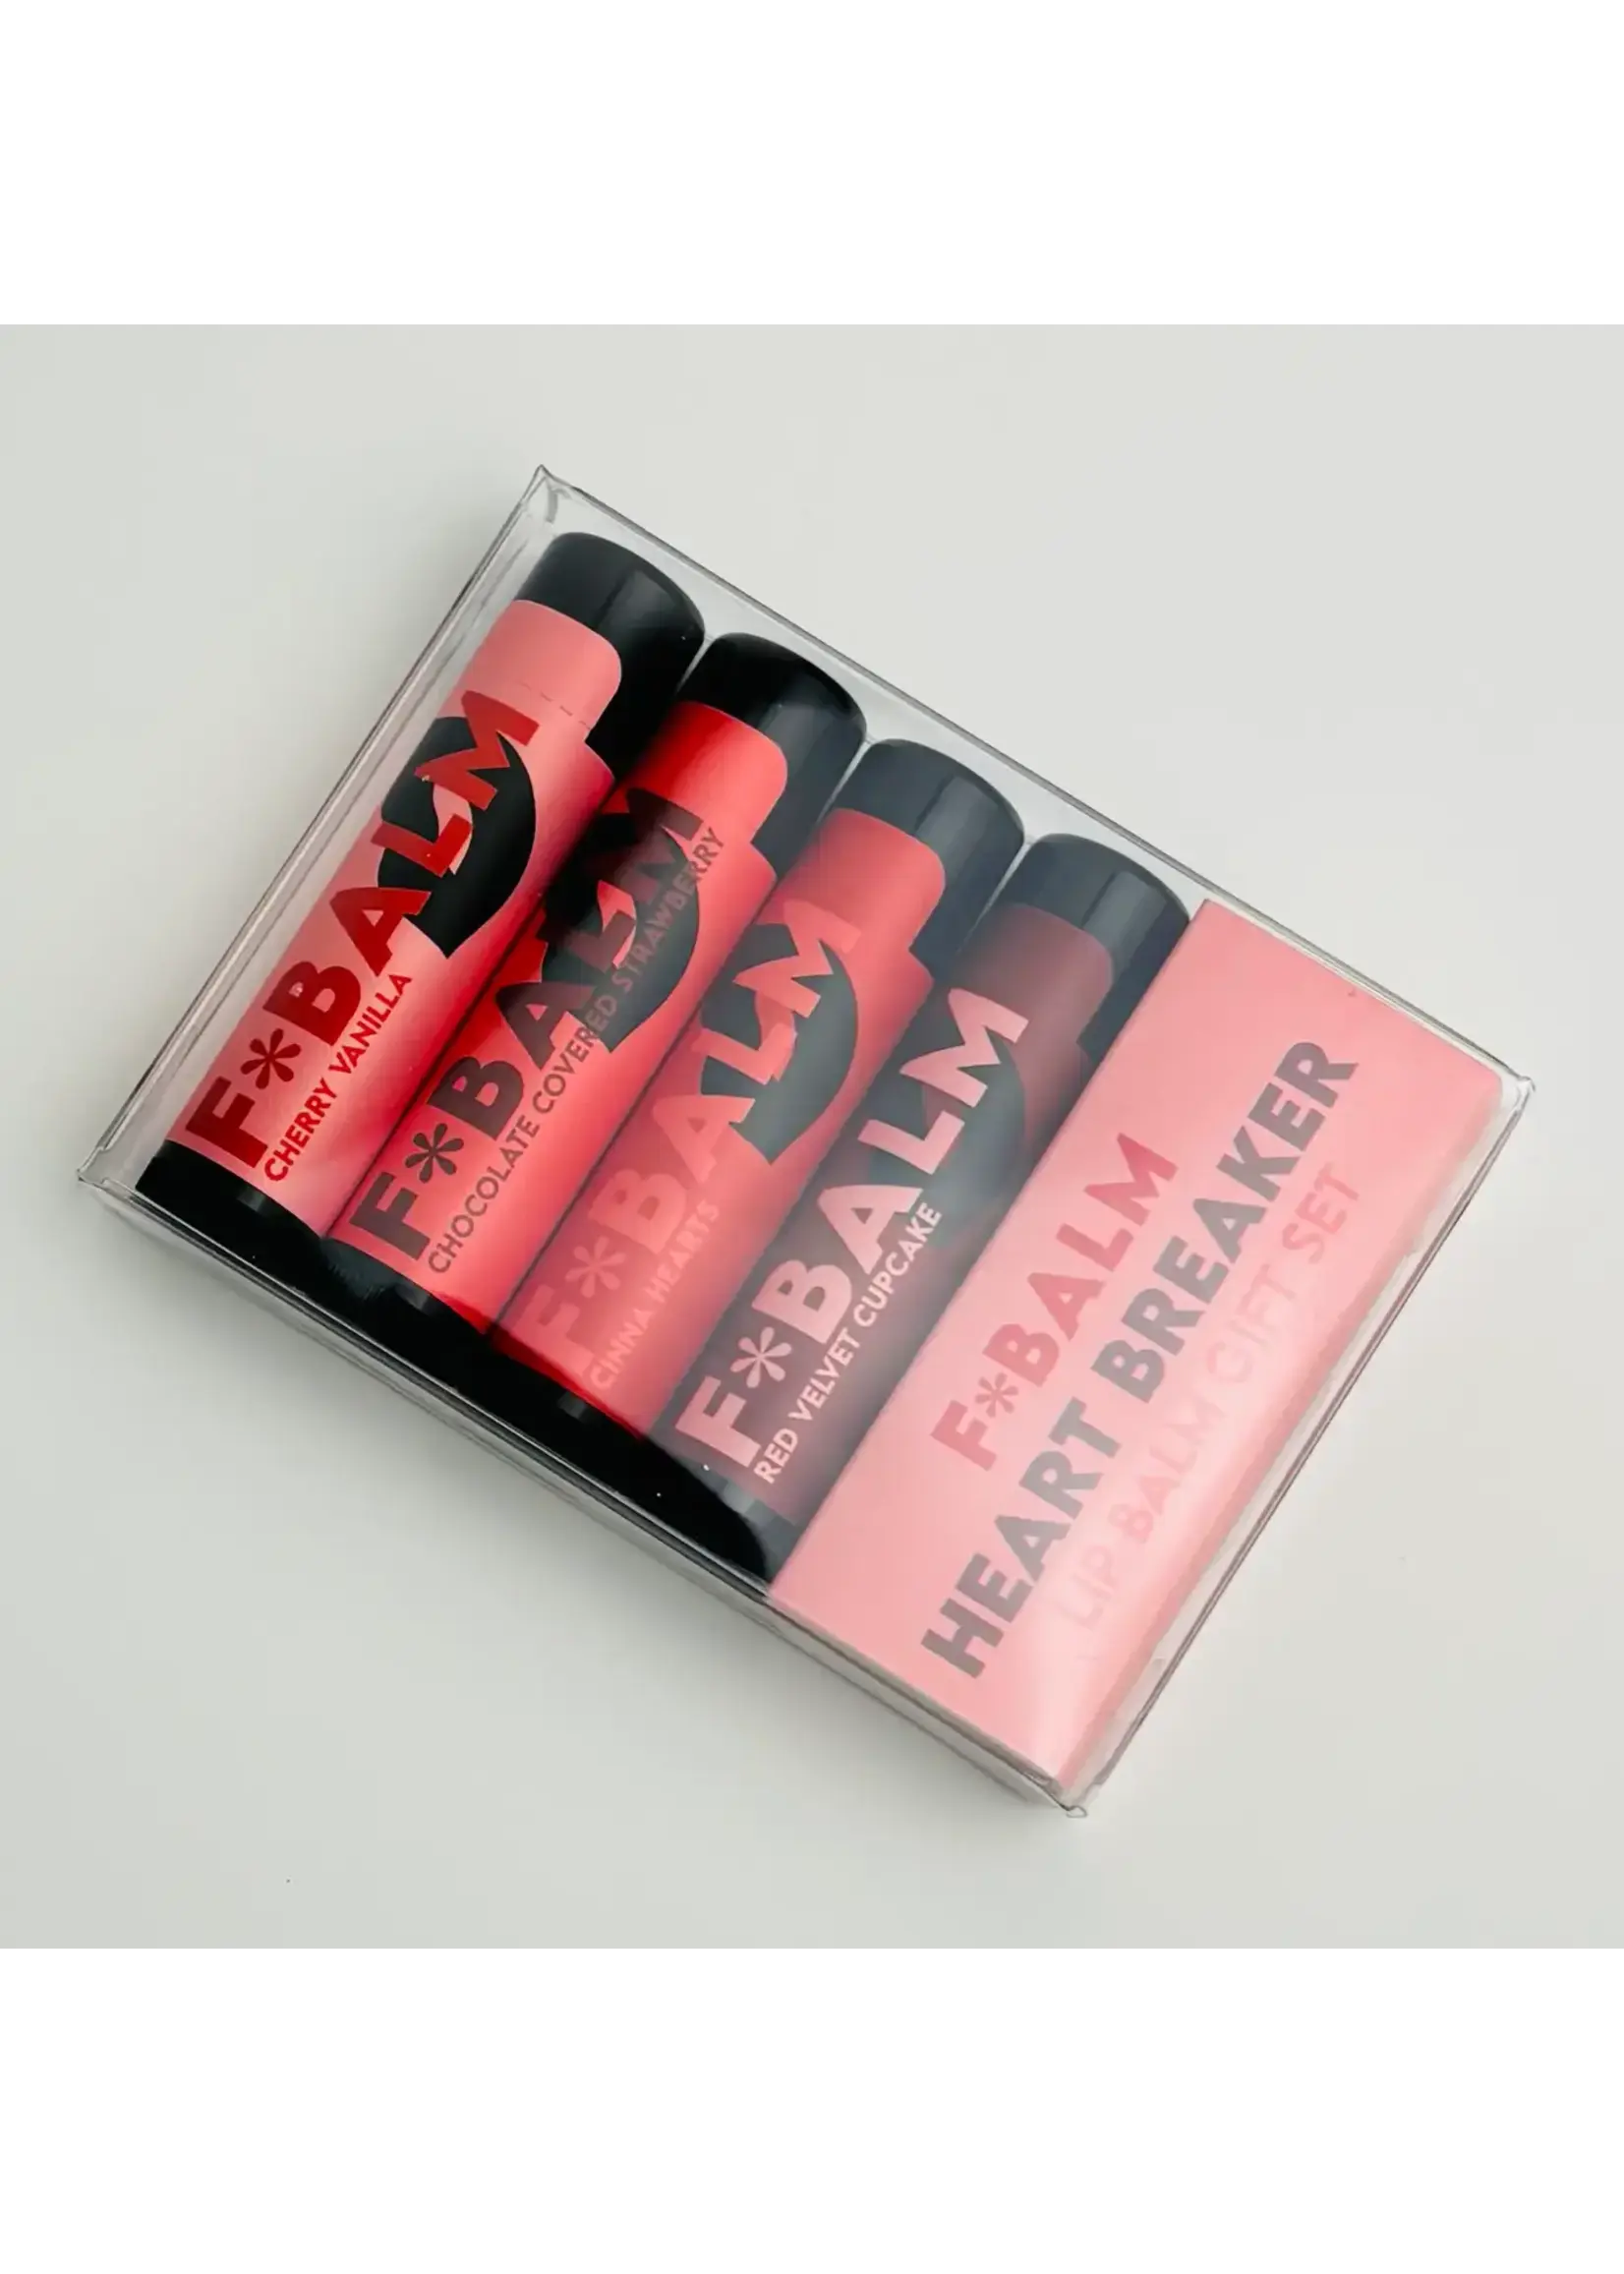 F*BALM
CHERRY VANILLA
F*BALM
CHOCOLATE COVERED STRAWBERRY
F*BALM
CINNA HEARTS
F*BALM
RED VELVET CUPCAKE
F*BALM
HEART BREAKER
LIP BALM GIFT SET